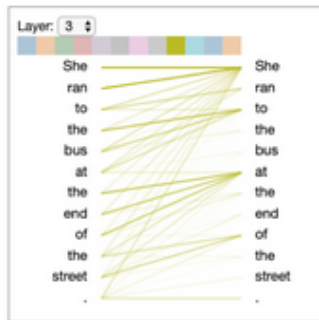 Layer: 3
She She
ran ran
to to
the the
bus bus
at at
the the
end end
of of
the the
street street
. .